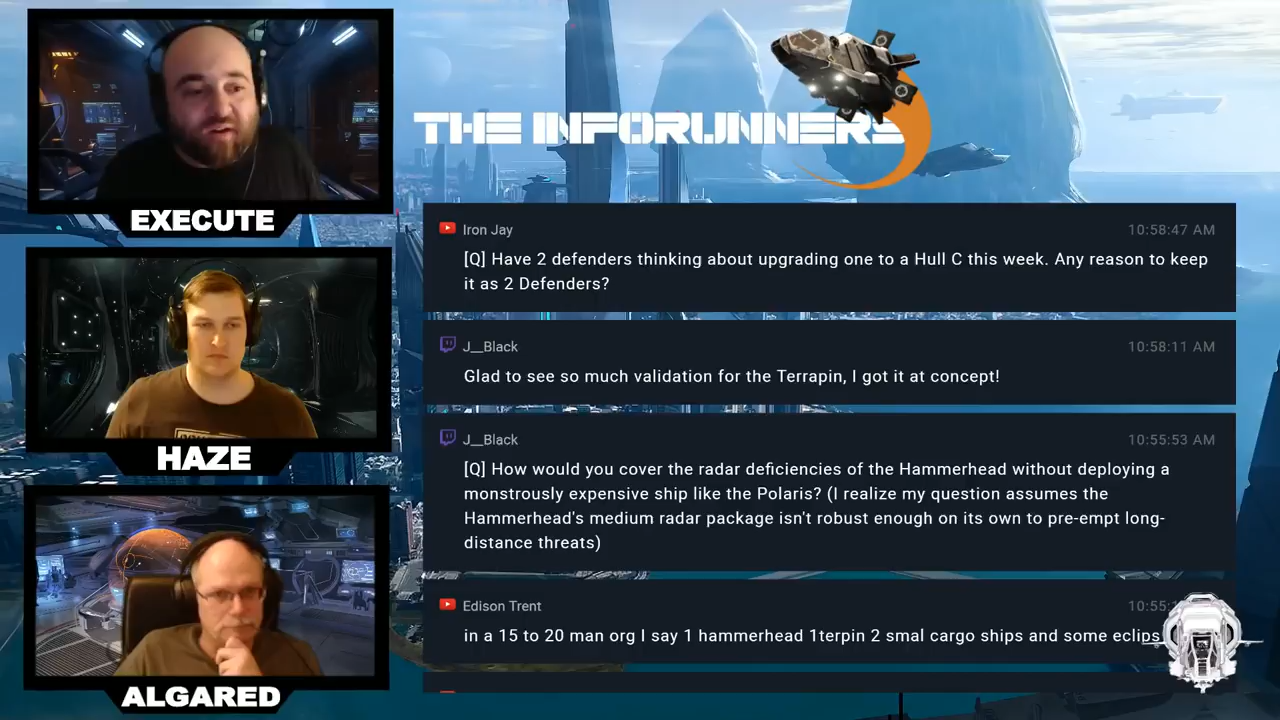 THE INFORUNNERS
EXECUTE
HAZE
ALGARED
Iron Jay 10:58:47 AM
[Q] Have 2 defenders thinking about upgrading one to a Hull C this week. Any reason to keep
it as 2 Defenders?
J__Black 10:58:11 AM
Glad to see so much validation for the Terrapin, I got it at concept!
J__Black 10:55:53 AM
[Q] How would you cover the radar deficiencies of the Hammerhead without deploying a
monstrously expensive ship like the Polaris? (I realize my question assumes the
Hammerhead's medium radar package isn't robust enough on its own to pre-empt long-
distance threats)
Edison Trent 10:55:
in a 15 to 20 man org I say 1 hammerhead 1terpin 2 smal cargo ships and some eclips